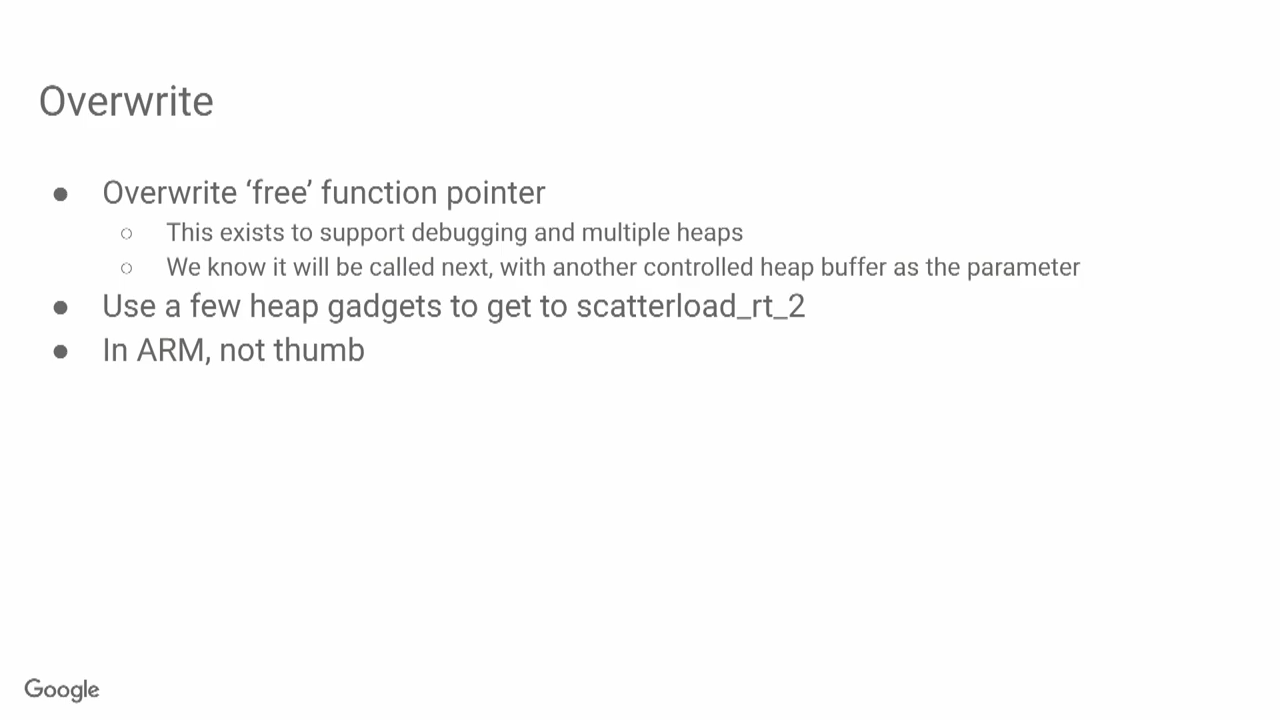 Overwrite
● Overwrite ‘free’ function pointer
○ This exists to support debugging and multiple heaps
○ We know it will be called next, with another controlled heap buffer as the parameter
● Use a few heap gadgets to get to scatterload_rt_2
● In ARM, not thumb
Google